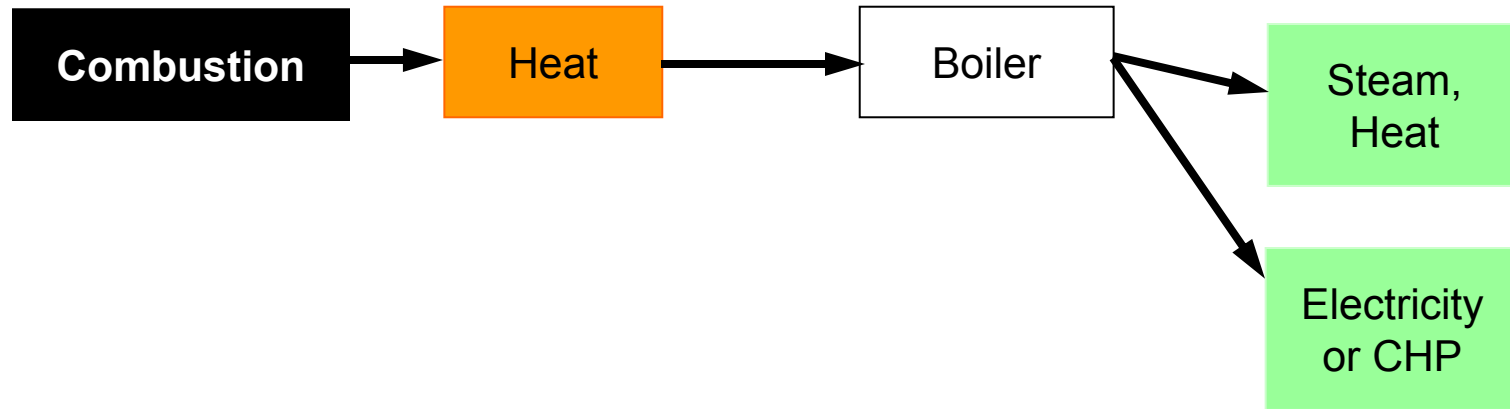 Combustion
Heat
Boiler
Steam,
Heat
Electricity
or CHP